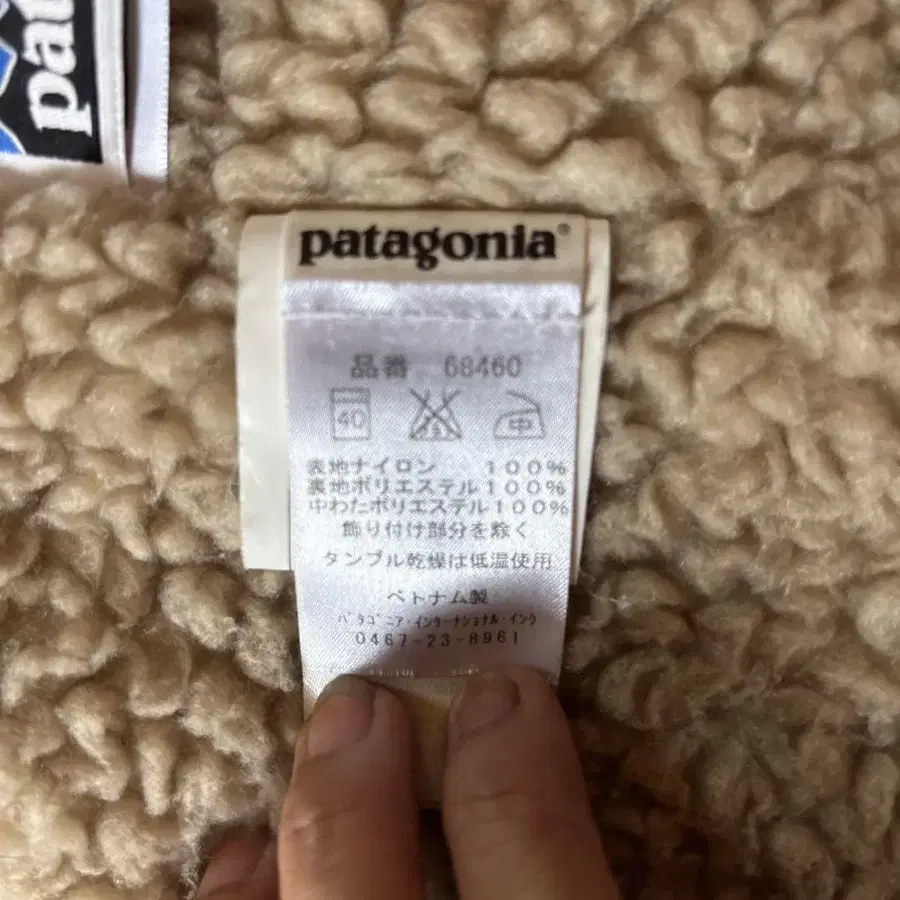 pat
patagonia®
品番 68460
40
中
表地ナイロン 100%
表地ポリエステル100%
中わたポリエステル100%
飾り付け部分を除く
タンブル乾燥は低温使用
ベトナム製
パタゴニア・インターナショナル・インク
0467-23-8961